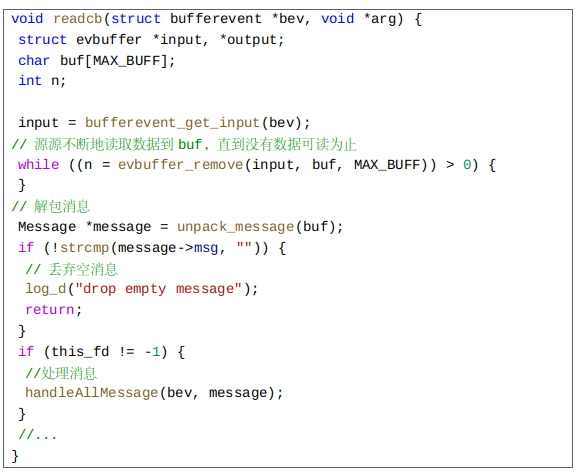 void readcb(struct bufferevent *bev, void *arg) {
 struct evbuffer *input, *output;
 char buf[MAX_BUFF];
 int n;

 input = bufferevent_get_input(bev);
// 源源不断地读取数据到 buf，直到没有数据可读为止
 while ((n = evbuffer_remove(input, buf, MAX_BUFF)) > 0) {
 }
// 解包消息
 Message *message = unpack_message(buf);
 if (!strcmp(message->msg, "")) {
  // 丢弃空消息
  log_d("drop empty message");
  return;
 }
 if (this_fd != -1) {
  //处理消息
  handleAllMessage(bev, message);
 }
 //...
}